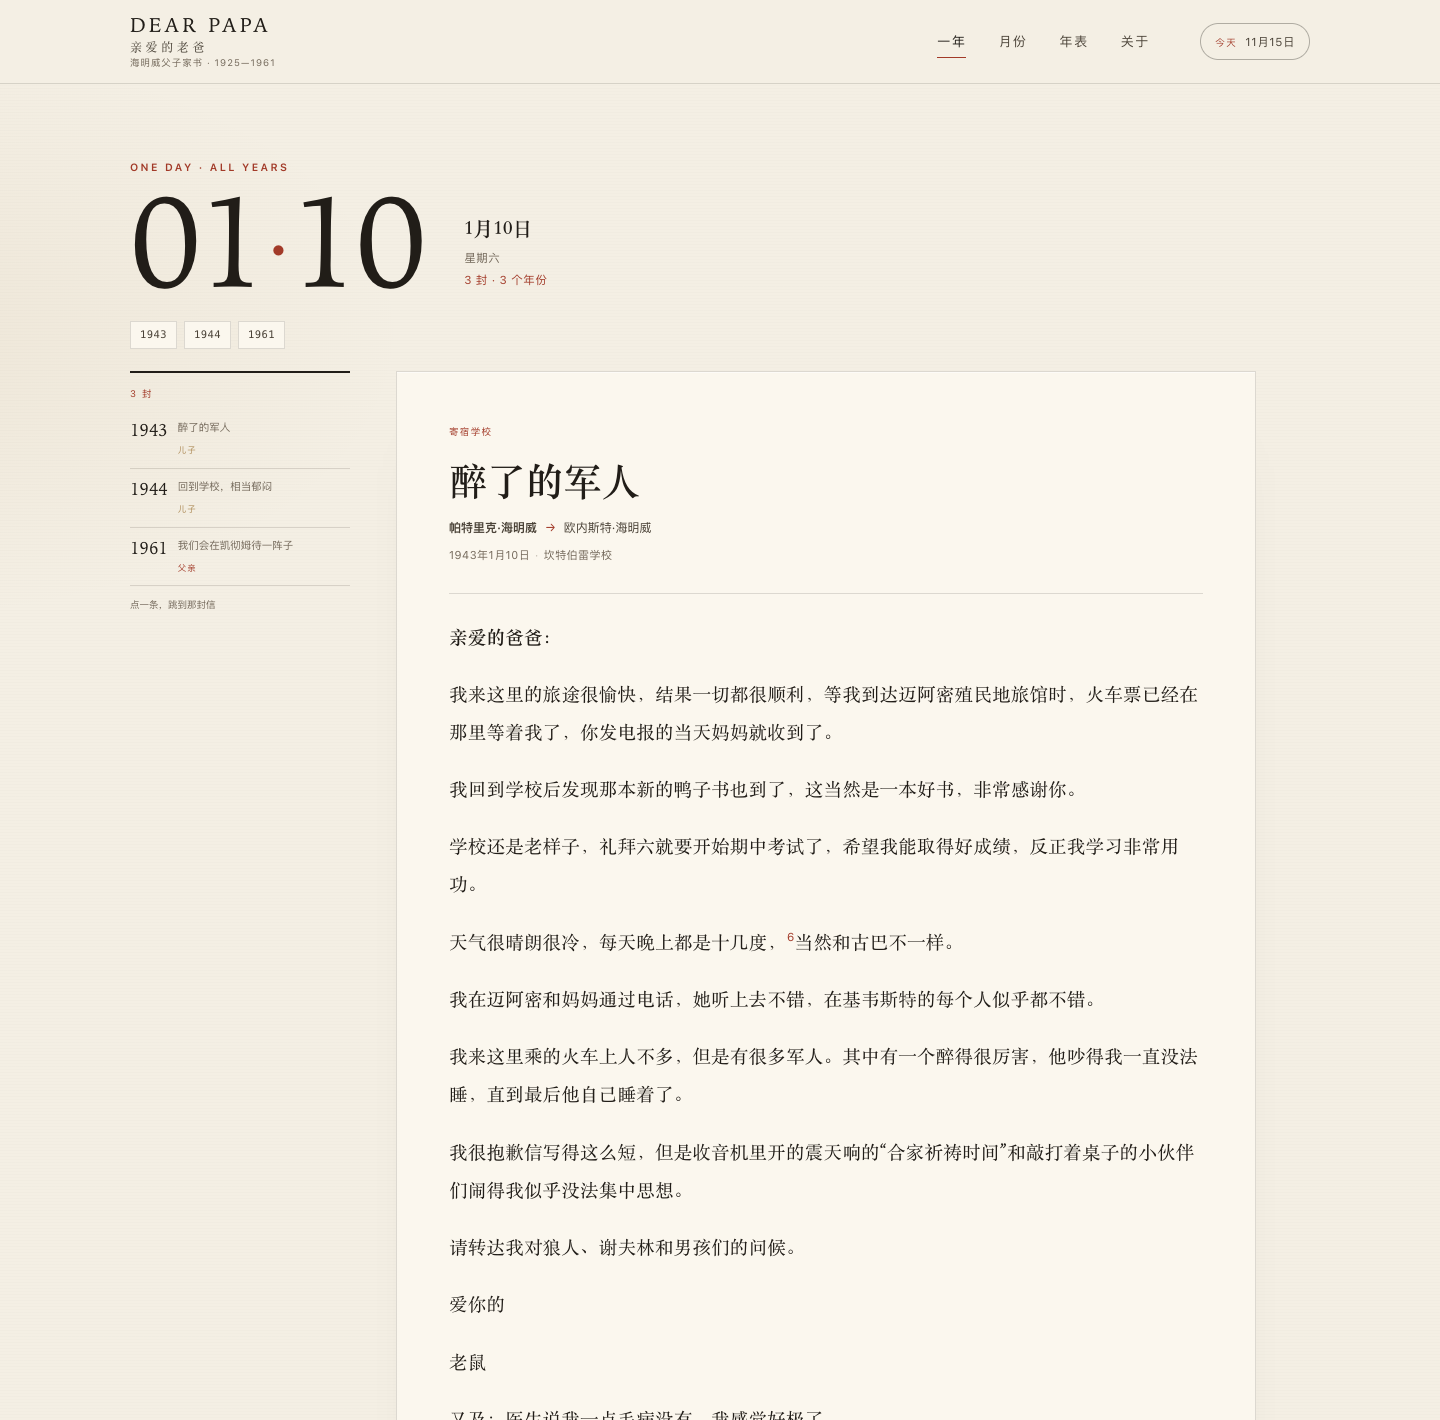 DEAR PAPA
亲爱的老爸
海明威父子家书 · 1925—1961
一年 月份 年表 关于 今天 11月15日
ONE DAY · ALL YEARS
01·10
1月10日
星期六
3 封 · 3 个年份
1943 1944 1961
3 封
1943 醉了的军人
儿子
1944 回到学校，相当郁闷
儿子
1961 我们会在凯彻姆待一阵子
父亲
点一条，跳到那封信
寄宿学校
醉了的军人
帕特里克·海明威 → 欧内斯特·海明威
1943年1月10日 · 坎特伯雷学校
亲爱的爸爸：
我来这里的旅途很愉快，结果一切都很顺利，等我到达迈阿密殖民地旅馆时，火车票已经在
那里等着我了，你发电报的当天妈妈就收到了。
我回到学校后发现那本新的鸭子书也到了，这当然是一本好书，非常感谢你。
学校还是老样子，礼拜六就要开始期中考试了，希望我能取得好成绩，反正我学习非常用
功。
天气很晴朗很冷，每天晚上都是十几度，6当然和古巴不一样。
我在迈阿密和妈妈通过电话，她听上去不错，在基韦斯特的每个人似乎都不错。
我来这里乘的火车上人不多，但是有很多军人。其中有一个醉得很厉害，他吵得我一直没法
睡，直到最后他自己睡着了。
我很抱歉信写得这么短，但是收音机里开的震天响的“合家祈祷时间”和敲打着桌子的小伙伴
们闹得我似乎没法集中思想。
请转达我对狼人、谢夫林和男孩们的问候。
爱你的
老鼠
又及：医生说我一点毛病没有，我感觉好极了。